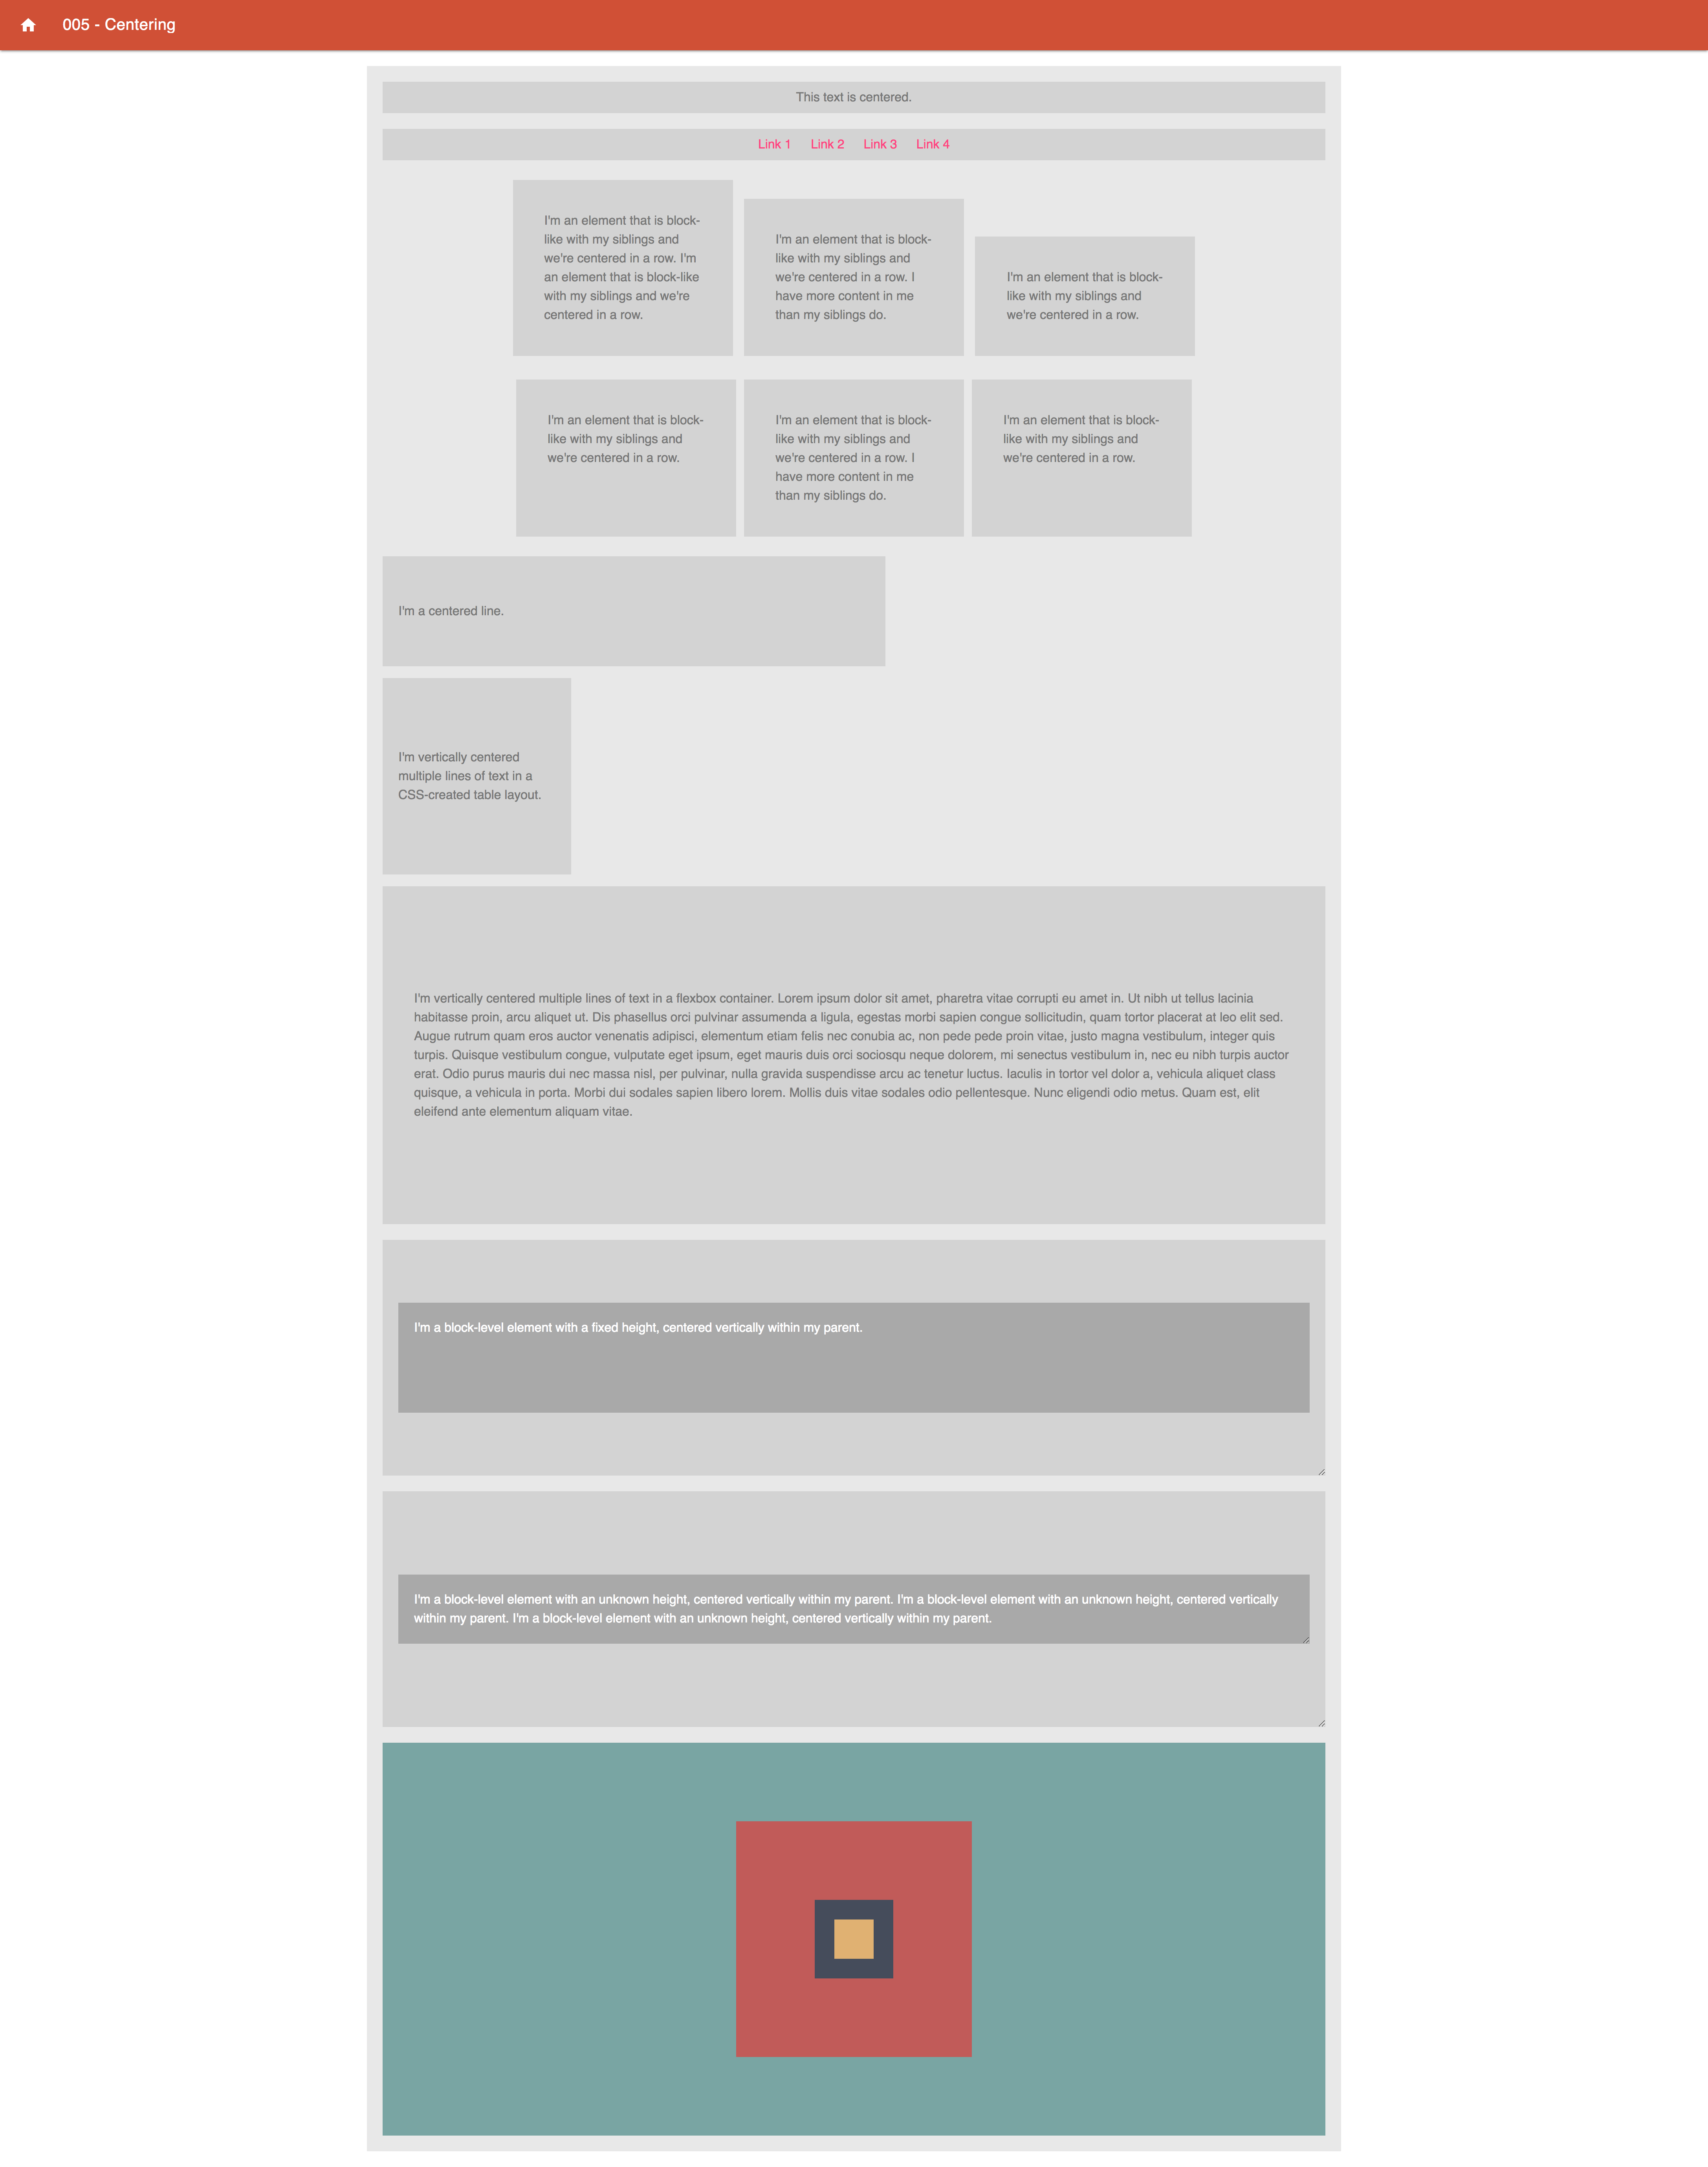 005 - Centering
This text is centered.
Link 1 Link 2 Link 3 Link 4
I'm an element that is block-
like with my siblings and
we're centered in a row. I'm
an element that is block-like
with my siblings and we're
centered in a row.
I'm an element that is block-
like with my siblings and
we're centered in a row. I
have more content in me
than my siblings do.
I'm an element that is block-
like with my siblings and
we're centered in a row.
I'm an element that is block-
like with my siblings and
we're centered in a row.
I'm an element that is block-
like with my siblings and
we're centered in a row. I
have more content in me
than my siblings do.
I'm an element that is block-
like with my siblings and
we're centered in a row.
I'm a centered line.
I'm vertically centered
multiple lines of text in a
CSS-created table layout.
I'm vertically centered multiple lines of text in a flexbox container. Lorem ipsum dolor sit amet, pharetra vitae corrupti eu amet in. Ut nibh ut tellus lacinia
habitasse proin, arcu aliquet ut. Dis phasellus orci pulvinar assumenda a ligula, egestas morbi sapien congue sollicitudin, quam tortor placerat at leo elit sed.
Augue rutrum quam eros auctor venenatis adipisci, elementum etiam felis nec conubia ac, non pede pede proin vitae, justo magna vestibulum, integer quis
turpis. Quisque vestibulum congue, vulputate eget ipsum, eget mauris duis orci sociosqu neque dolorem, mi senectus vestibulum in, nec eu nibh turpis auctor
erat. Odio purus mauris dui nec massa nisl, per pulvinar, nulla gravida suspendisse arcu ac tenetur luctus. Iaculis in tortor vel dolor a, vehicula aliquet class
quisque, a vehicula in porta. Morbi dui sodales sapien libero lorem. Mollis duis vitae sodales odio pellentesque. Nunc eligendi odio metus. Quam est, elit
eleifend ante elementum aliquam vitae.
I'm a block-level element with a fixed height, centered vertically within my parent.
I'm a block-level element with an unknown height, centered vertically within my parent. I'm a block-level element with an unknown height, centered vertically
within my parent. I'm a block-level element with an unknown height, centered vertically within my parent.